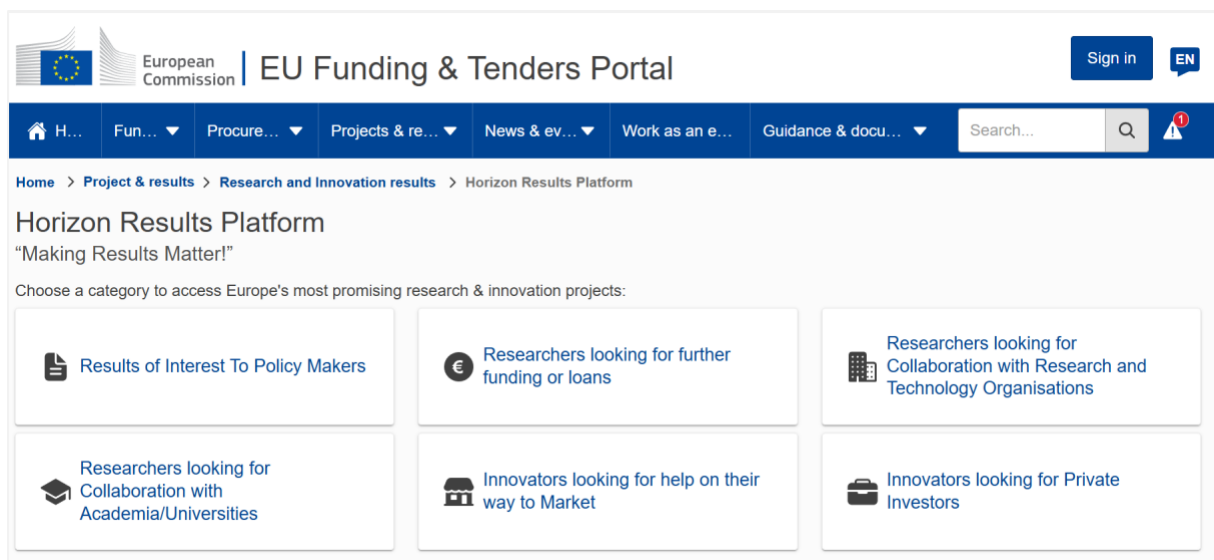 European
Commission
EU Funding & Tenders Portal
Sign in
EN
H...
Fun...
Procure...
Projects & re...
News & ev...
Work as an e...
Guidance & docu...
Search...
1
Home > Project & results > Research and Innovation results > Horizon Results Platform
Horizon Results Platform
“Making Results Matter!”
Choose a category to access Europe's most promising research & innovation projects:
Results of Interest To Policy Makers
€
Researchers looking for further
funding or loans
Researchers looking for
Collaboration with Research and
Technology Organisations
Researchers looking for
Collaboration with
Academia/Universities
Innovators looking for help on their
way to Market
Innovators looking for Private
Investors